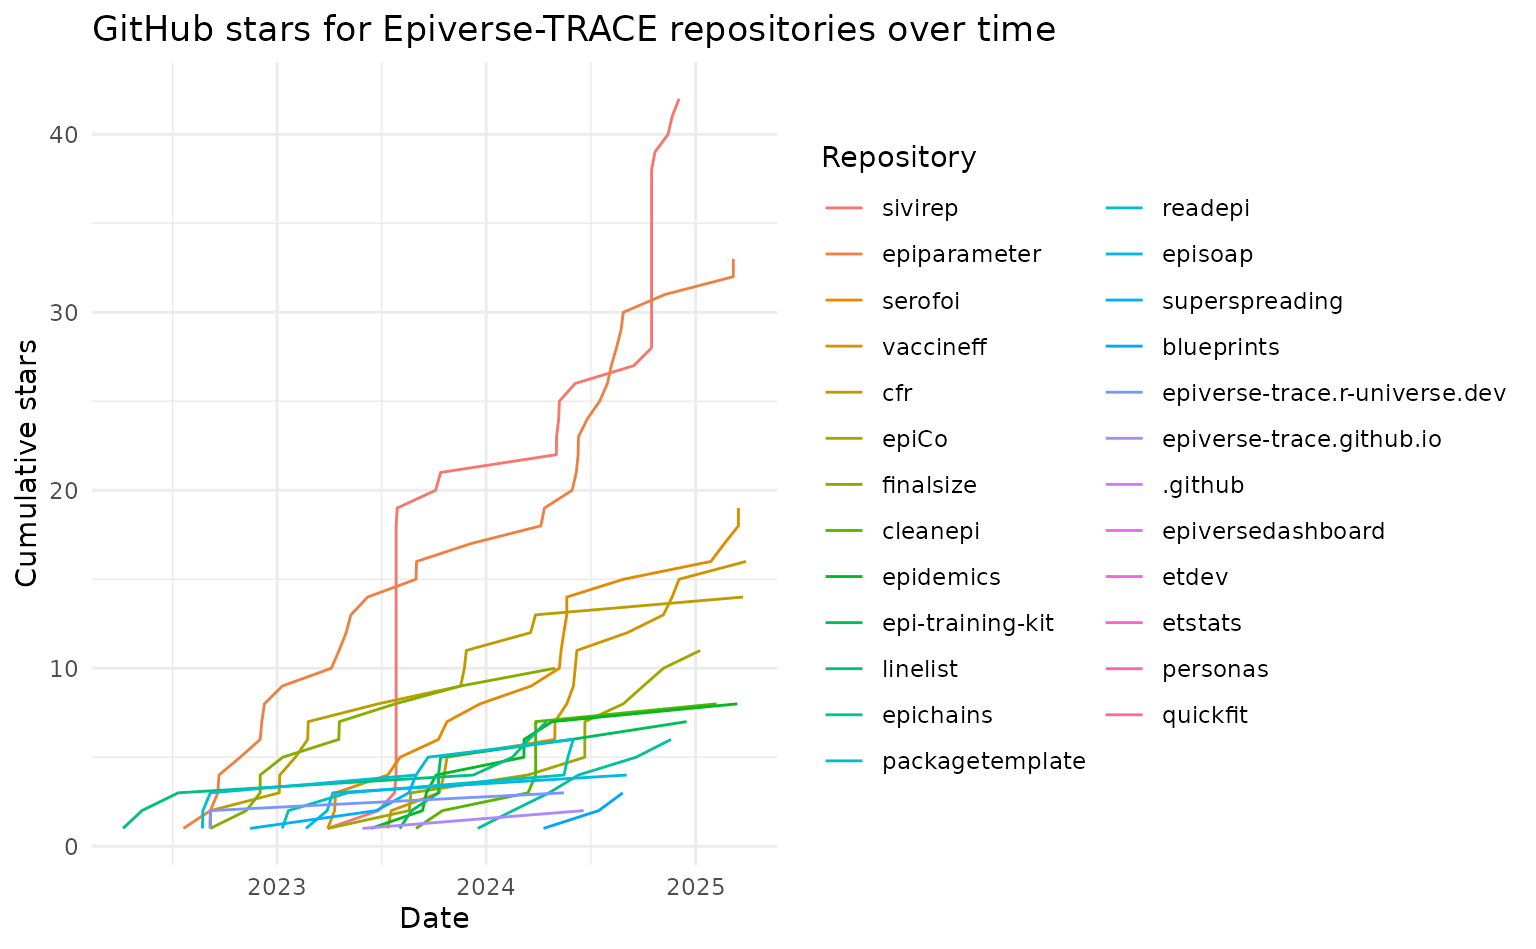 GitHub stars for Epiverse-TRACE repositories over time
Cumulative stars
40
30
20
10
0
2023
2024
2025
Date
Repository
sivirep
epiparameter
serofoi
vaccineff
cfr
epiCo
finalsize
cleanepi
epidemics
epi-training-kit
linelist
epichains
packagetemplate
readepi
episoap
superspreading
blueprints
epiverse-trace.r-universe.dev
epiverse-trace.github.io
.github
epiversedashboard
etdev
etstats
personas
quickfit